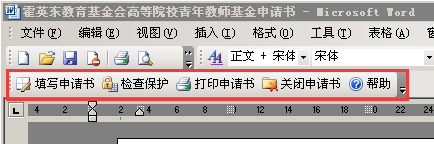 霍英东教育基金会高等院校青年教师基金申请书 - Microsoft Word
文件(F) 编辑(E) 视图(V) 插入(I) 格式(O) 工具(T) 表格(A)
正文 + 宋体 宋体
填写申请书 检查保护 打印申请书 关闭申请书 帮助
L 4 2 2 4 6 8 10 12 14 16 18 20 22 24